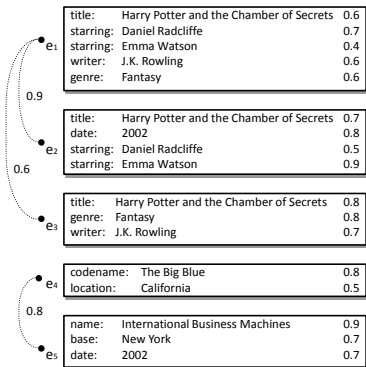 title: Harry Potter and the Chamber of Secrets 0.6
starring: Daniel Radcliffe 0.7
e1 starring: Emma Watson 0.4
writer: J.K. Rowling 0.6
genre: Fantasy 0.6
0.9
title: Harry Potter and the Chamber of Secrets 0.7
date: 2002 0.8
e2 starring: Daniel Radcliffe 0.5
starring: Emma Watson 0.9
0.6
title: Harry Potter and the Chamber of Secrets 0.8
genre: Fantasy 0.8
e3 writer: J.K. Rowling 0.7
codename: The Big Blue 0.8
e4 location: California 0.5
0.8
name: International Business Machines 0.9
base: New York 0.7
e5 date: 2002 0.7